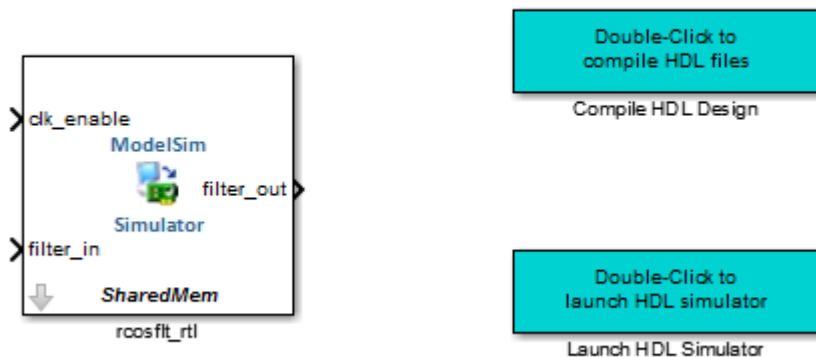 clk_enable
ModelSim
filter_out
Simulator
filter_in
SharedMem
rcosflt_rtl
Double-Click to
compile HDL files
Compile HDL Design
Double-Click to
launch HDL simulator
Launch HDL Simulator